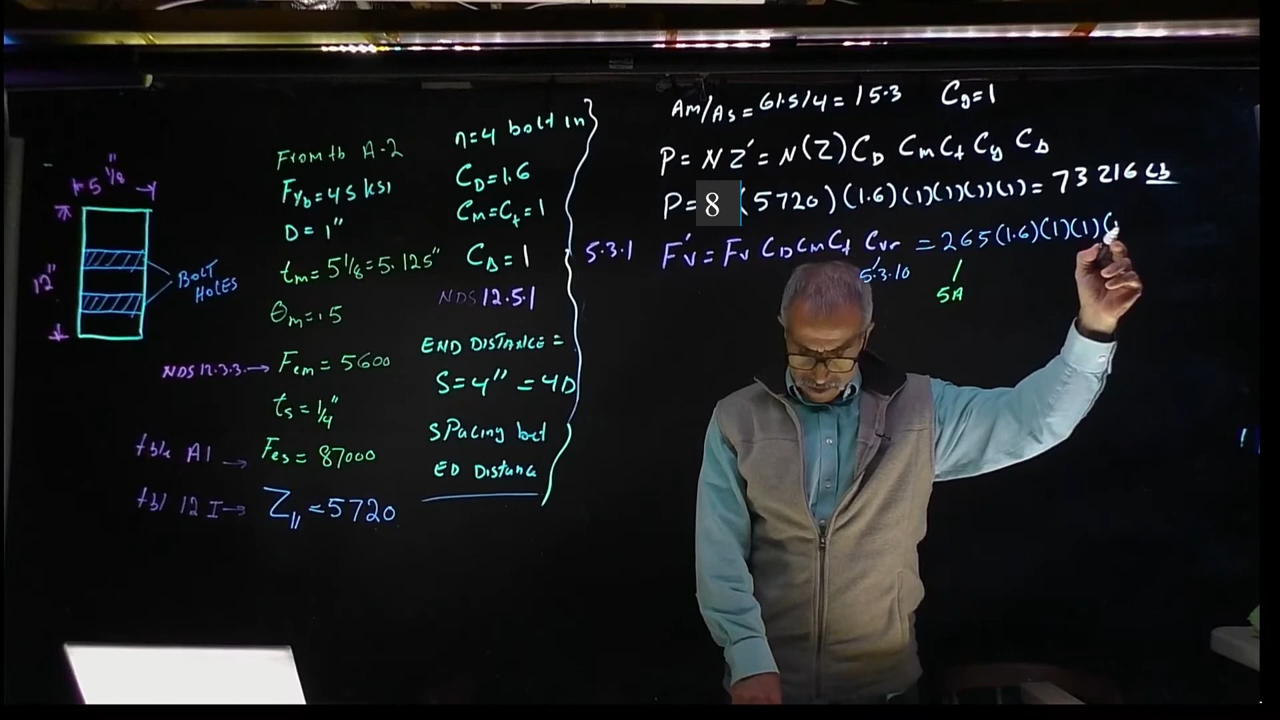 5 1/8"
12"
BOLT
HOLES
From tb A-2
Fyb = 45 ksi
D = 1"
tm = 5 1/8 = 5.125"
θm = .5
NDS 12.3.3. → Fem = 5600
ts = 1/4"
tble A1 → Fes = 87000
tbl 12 I → Z11 = 5720
n=4 bolt in
CD = 1.6
Cm = Ct = 1
CΔ = 1
NDS 12.5.1
END DISTANCE =
S = 4" = 4D
SPacing bet
ED Distanc
Am/As = 61.5/4 = 15.3 Cg = 1
P = N Z' = N(Z) CD Cm Ct Cg CΔ
P = 8 (5720)(1.6)(1)(1)(1)(1) = 73 216 Lb
5.3.1 F'v = Fv CD Cm Ct Cvr = 265(1.6)(1)(1)(
5.3.10
5A